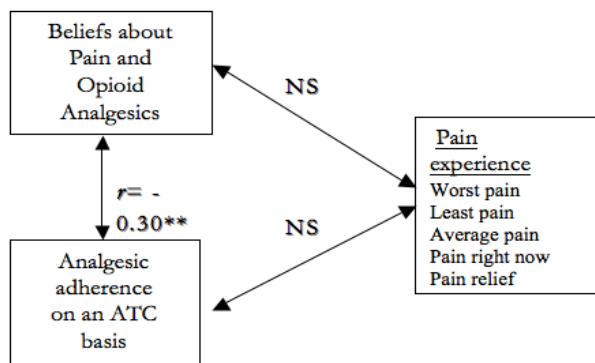 Beliefs about
Pain and
Opioid
Analgesics
NS
Pain
experience
Worst pain
Least pain
Average pain
Pain right now
Pain relief
r= -
0.30**
NS
Analgesic
adherence
on an ATC
basis